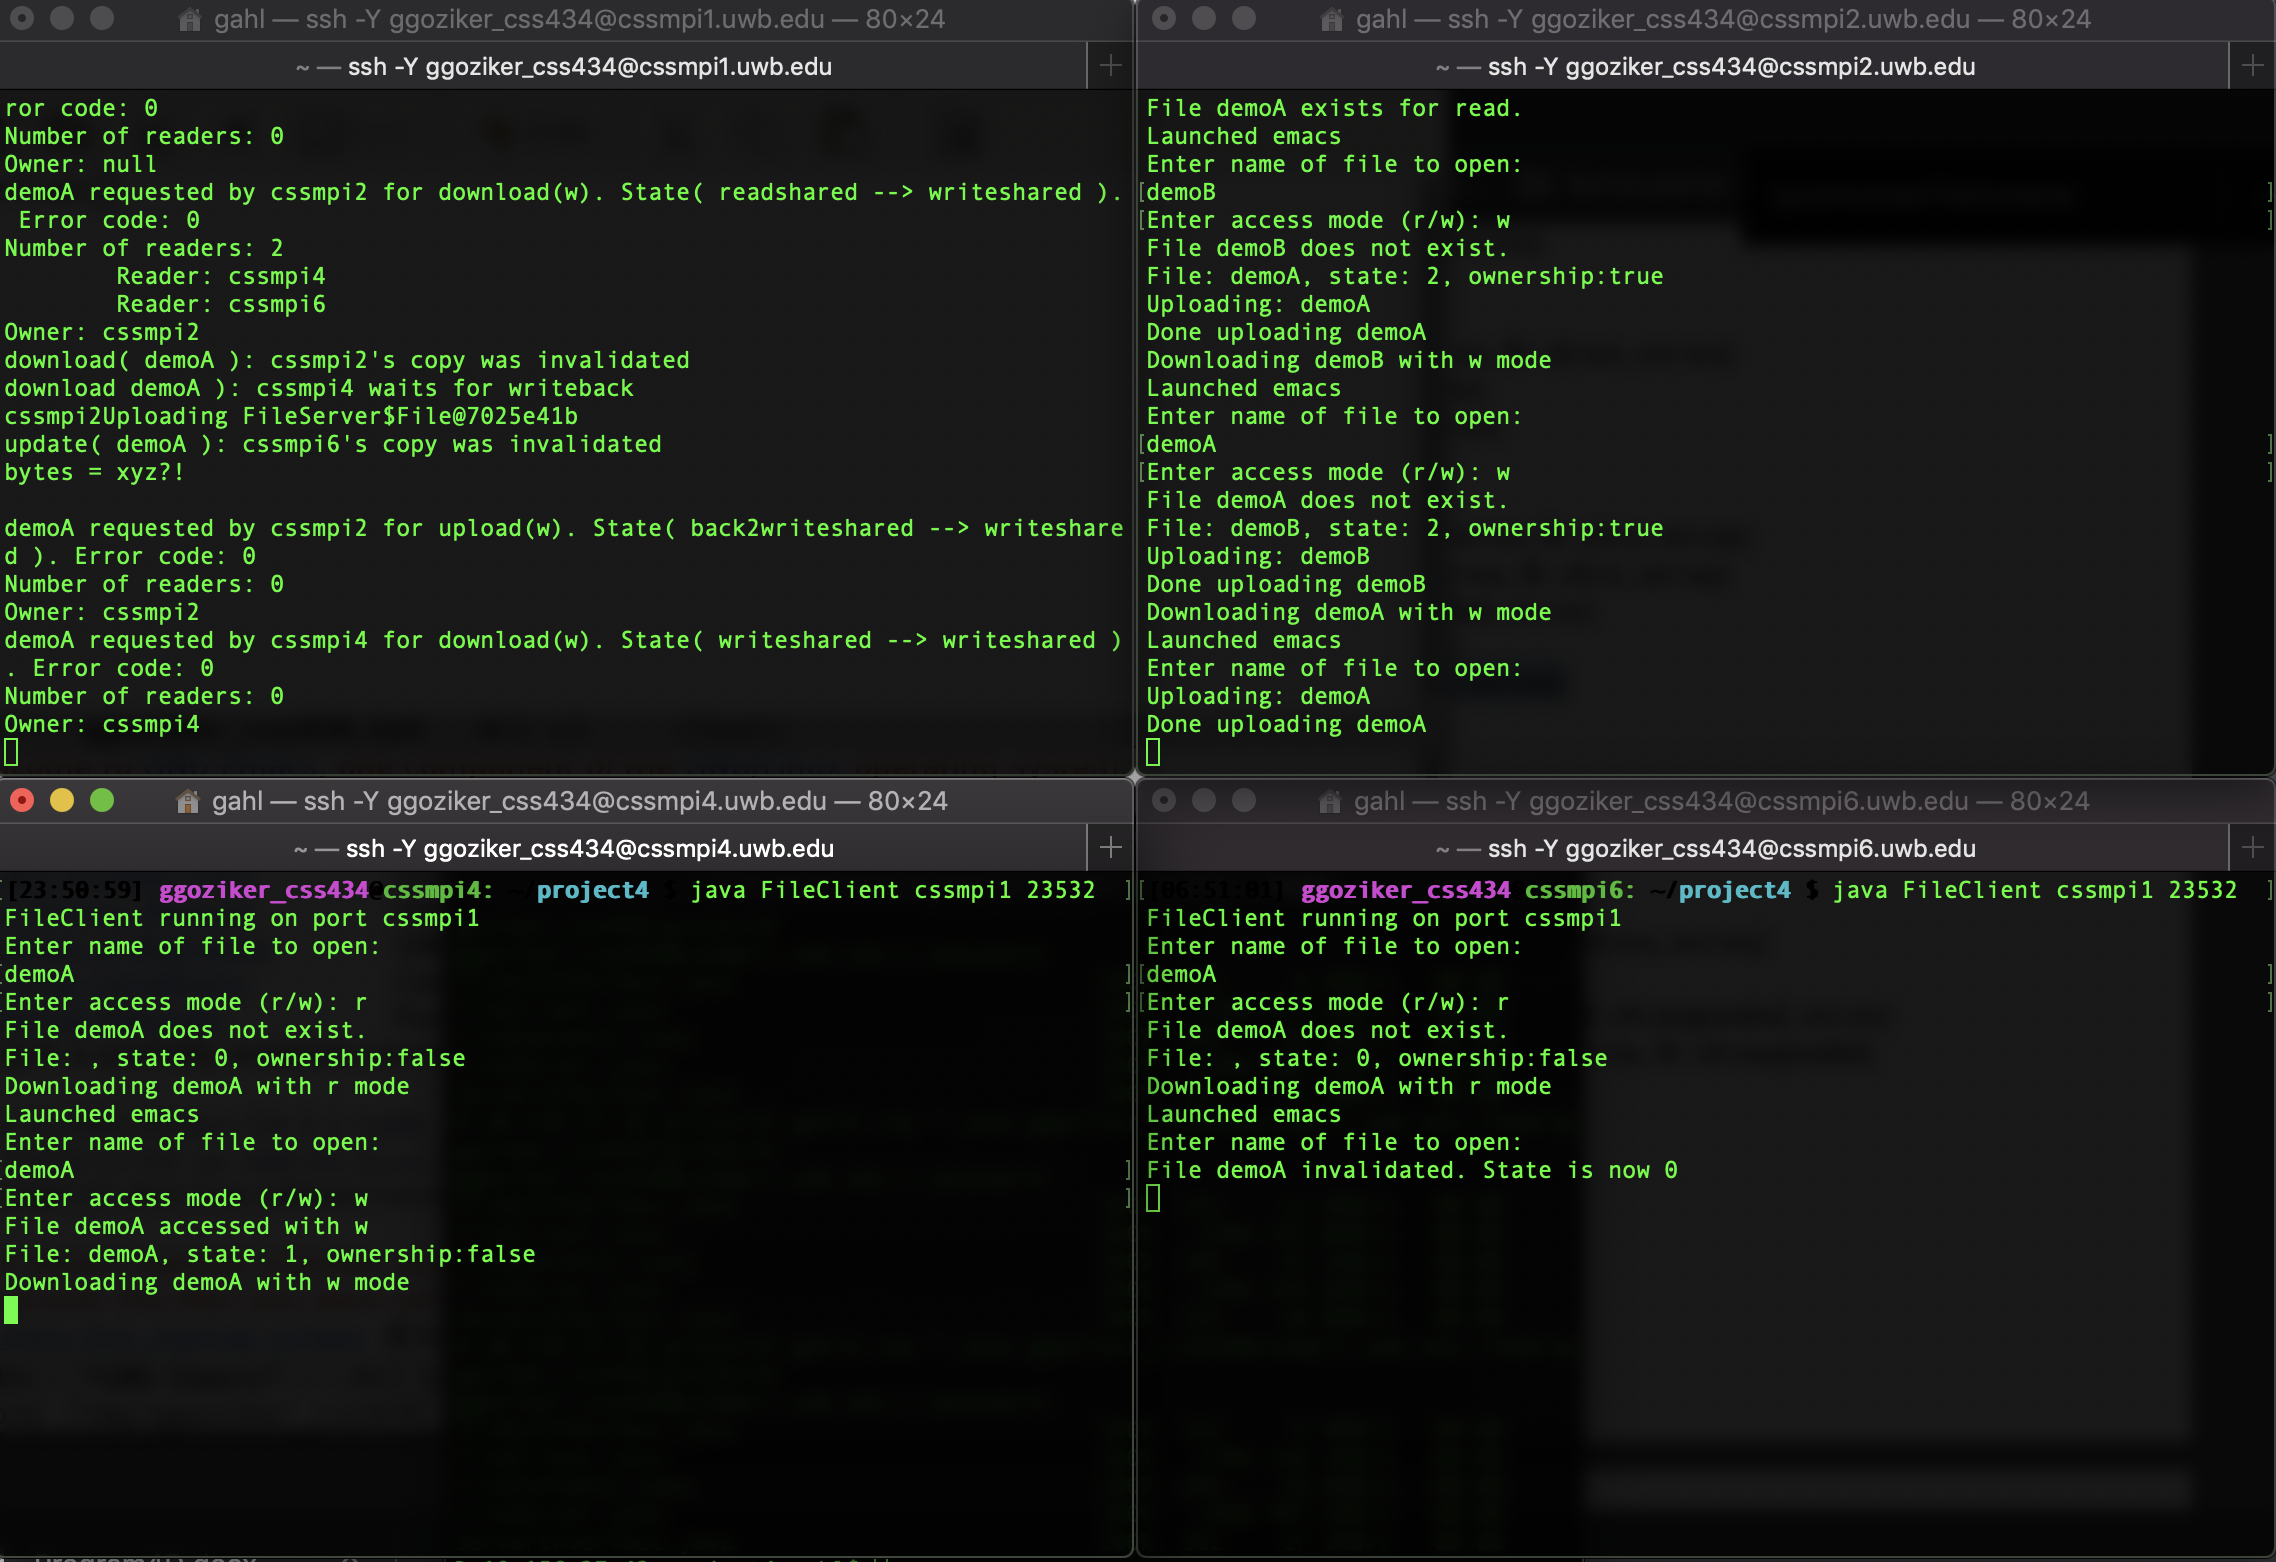 gahl — ssh -Y ggoziker_css434@cssmpi1.uwb.edu — 80×24
~ — ssh -Y ggoziker_css434@cssmpi1.uwb.edu
ror code: 0
Number of readers: 0
Owner: null
demoA requested by cssmpi2 for download(w). State( readshared --> writeshared ).
 Error code: 0
Number of readers: 2
        Reader: cssmpi4
        Reader: cssmpi6
Owner: cssmpi2
download( demoA ): cssmpi2's copy was invalidated
download demoA ): cssmpi4 waits for writeback
cssmpi2Uploading FileServer$File@7025e41b
update( demoA ): cssmpi6's copy was invalidated
bytes = xyz?!
demoA requested by cssmpi2 for upload(w). State( back2writeshared --> writeshare
d ). Error code: 0
Number of readers: 0
Owner: cssmpi2
demoA requested by cssmpi4 for download(w). State( writeshared --> writeshared )
. Error code: 0
Number of readers: 0
Owner: cssmpi4
gahl — ssh -Y ggoziker_css434@cssmpi2.uwb.edu — 80×24
~ — ssh -Y ggoziker_css434@cssmpi2.uwb.edu
File demoA exists for read.
Launched emacs
Enter name of file to open:
[demoB ]
[Enter access mode (r/w): w ]
File demoB does not exist.
File: demoA, state: 2, ownership:true
Uploading: demoA
Done uploading demoA
Downloading demoB with w mode
Launched emacs
Enter name of file to open:
[demoA ]
[Enter access mode (r/w): w ]
File demoA does not exist.
File: demoB, state: 2, ownership:true
Uploading: demoB
Done uploading demoB
Downloading demoA with w mode
Launched emacs
Enter name of file to open:
Uploading: demoA
Done uploading demoA
gahl — ssh -Y ggoziker_css434@cssmpi4.uwb.edu — 80×24
~ — ssh -Y ggoziker_css434@cssmpi4.uwb.edu
[[23:50:59] ggoziker_css434@cssmpi4: ~/project4 $ java FileClient cssmpi1 23532 ]
FileClient running on port cssmpi1
Enter name of file to open:
[demoA ]
[Enter access mode (r/w): r ]
File demoA does not exist.
File: , state: 0, ownership:false
Downloading demoA with r mode
Launched emacs
Enter name of file to open:
[demoA ]
[Enter access mode (r/w): w ]
File demoA accessed with w
File: demoA, state: 1, ownership:false
Downloading demoA with w mode
gahl — ssh -Y ggoziker_css434@cssmpi6.uwb.edu — 80×24
~ — ssh -Y ggoziker_css434@cssmpi6.uwb.edu
[[06:51:01] ggoziker_css434 cssmpi6: ~/project4 $ java FileClient cssmpi1 23532 ]
FileClient running on port cssmpi1
Enter name of file to open:
[demoA ]
[Enter access mode (r/w): r ]
File demoA does not exist.
File: , state: 0, ownership:false
Downloading demoA with r mode
Launched emacs
Enter name of file to open:
File demoA invalidated. State is now 0